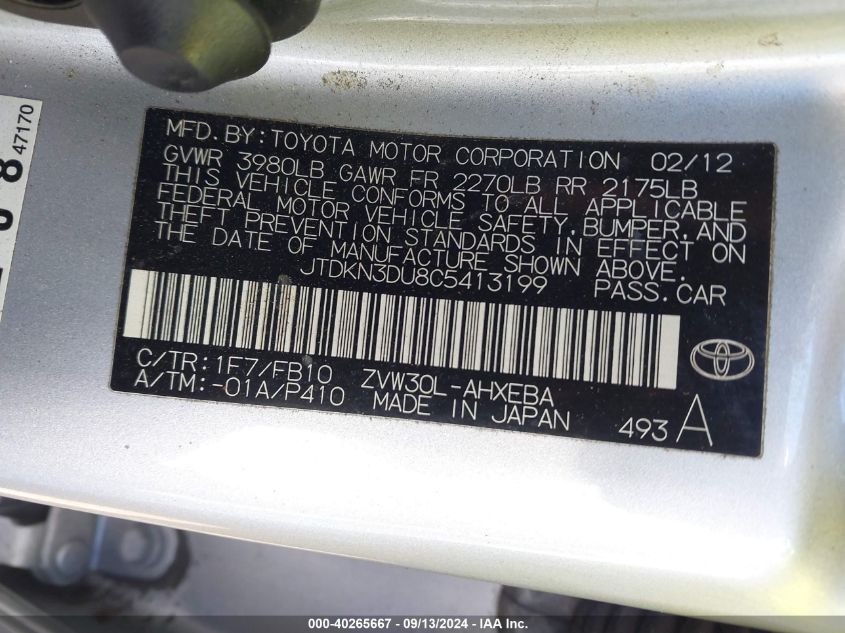 MFD. BY: TOYOTA MOTOR CORPORATION 02/12
GVWR 3980LB GAWR FR 2270LB RR 2175LB
THIS VEHICLE CONFORMS TO ALL APPLICABLE
FEDERAL MOTOR VEHICLE SAFETY, BUMPER, AND
THEFT PREVENTION STANDARDS IN EFFECT ON
THE DATE OF MANUFACTURE SHOWN ABOVE.
JTDKN3DU8C5413199 PASS. CAR
C/TR: 1F7/FB10 ZVW30L-AHXEBA
A/TM: -01A/P410 MADE IN JAPAN 493 A
47170
000-40265667 - 09/13/2024 - IAA Inc.